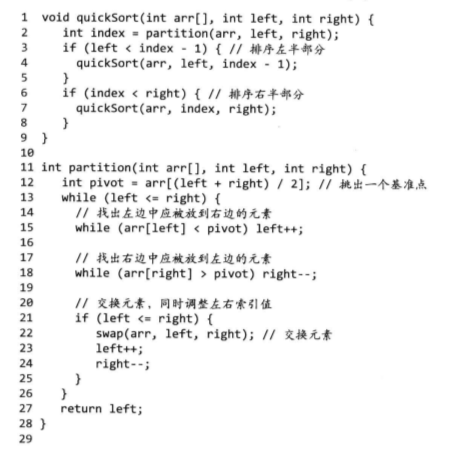 1 void quickSort(int arr[], int left, int right) {
2 int index = partition(arr, left, right);
3 if (left < index - 1) { // 排序左半部分
4 quickSort(arr, left, index - 1);
5 }
6 if (index < right) { // 排序右半部分
7 quickSort(arr, index, right);
8 }
9 }
10
11 int partition(int arr[], int left, int right) {
12 int pivot = arr[(left + right) / 2]; // 挑出一个基准点
13 while (left <= right) {
14 // 找出左边中应被放到右边的元素
15 while (arr[left] < pivot) left++;
16
17 // 找出右边中应被放到左边的元素
18 while (arr[right] > pivot) right--;
19
20 // 交换元素，同时调整左右索引值
21 if (left <= right) {
22 swap(arr, left, right); // 交换元素
23 left++;
24 right--;
25 }
26 }
27 return left;
28 }
29